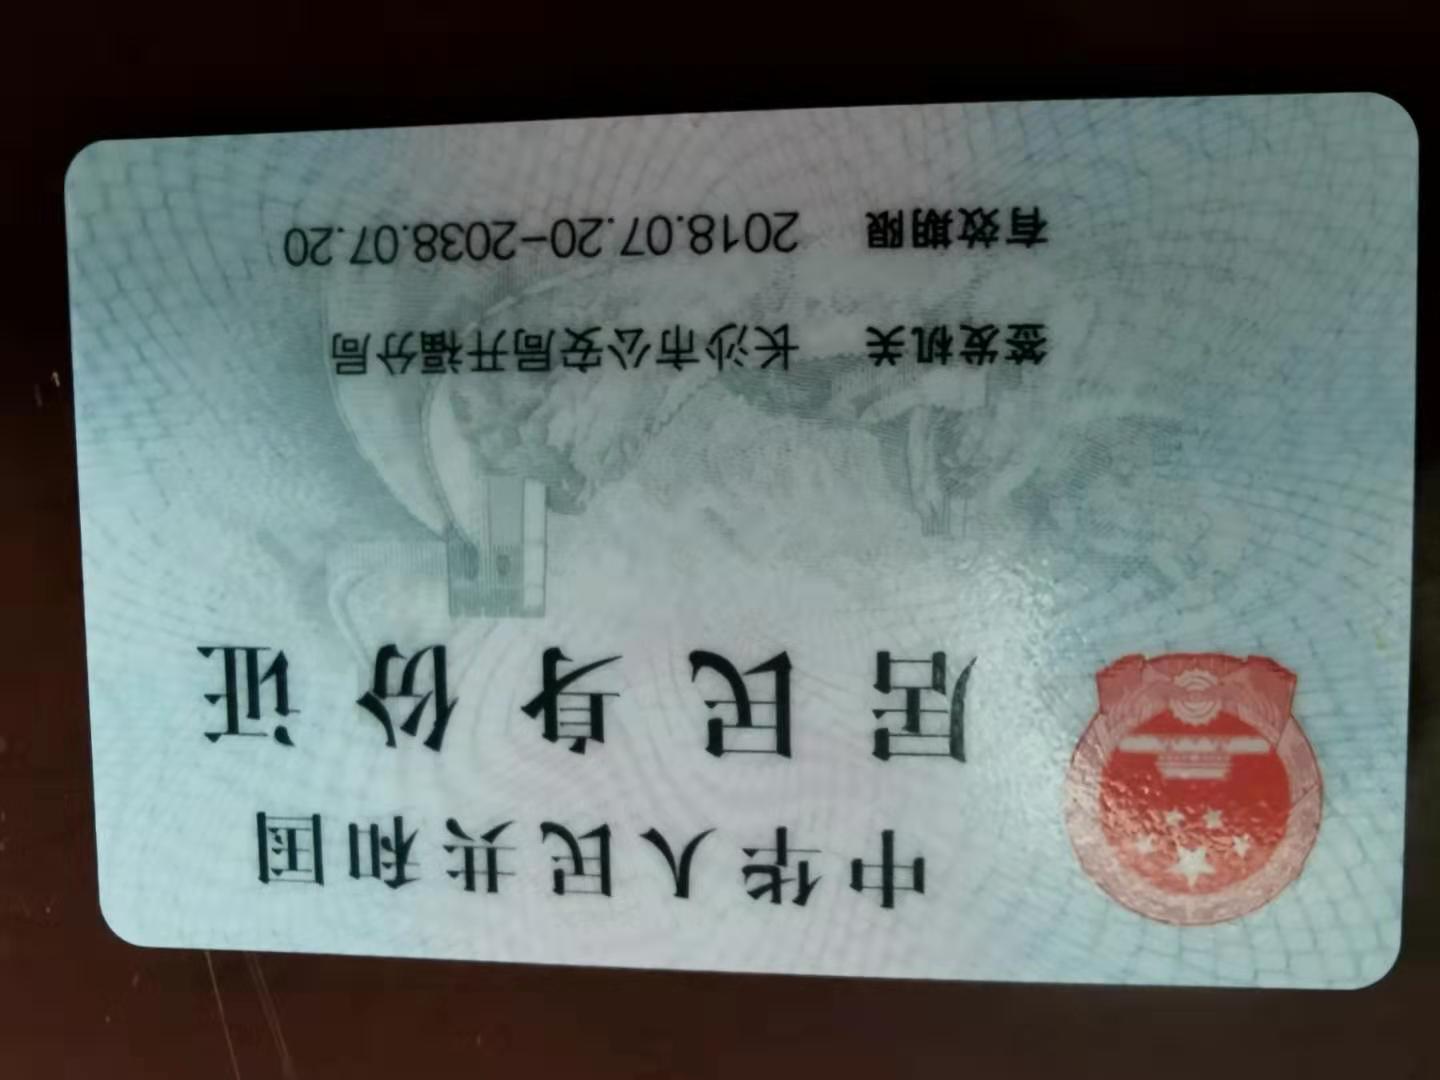 中华人民共和国
居民身份证
签发机关 长沙市公安局开福分局
有效期限 2018.07.20-2038.07.20